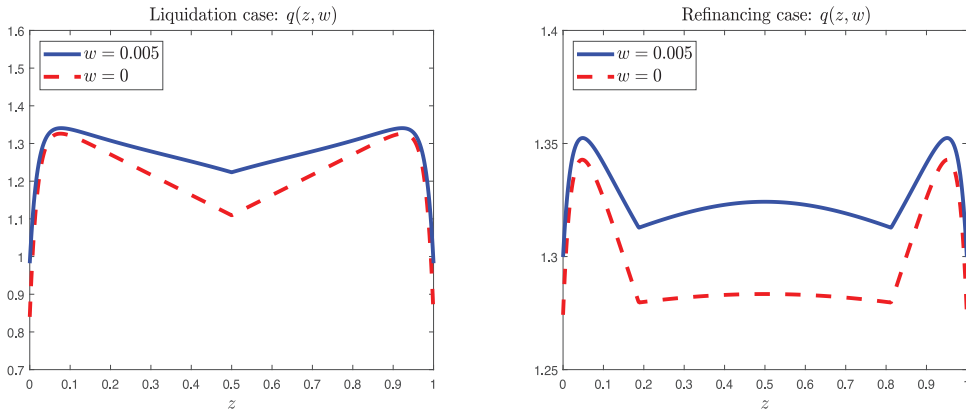 Liquidation case: q(z, w)
1.6
1.5
1.4
1.3
1.2
1.1
1
0.9
0.8
0.7
w = 0.005
w = 0
0 0.1 0.2 0.3 0.4 0.5 0.6 0.7 0.8 0.9 1
z
Refinancing case: q(z, w)
1.4
1.35
1.3
1.25
w = 0.005
w = 0
0 0.1 0.2 0.3 0.4 0.5 0.6 0.7 0.8 0.9 1
z